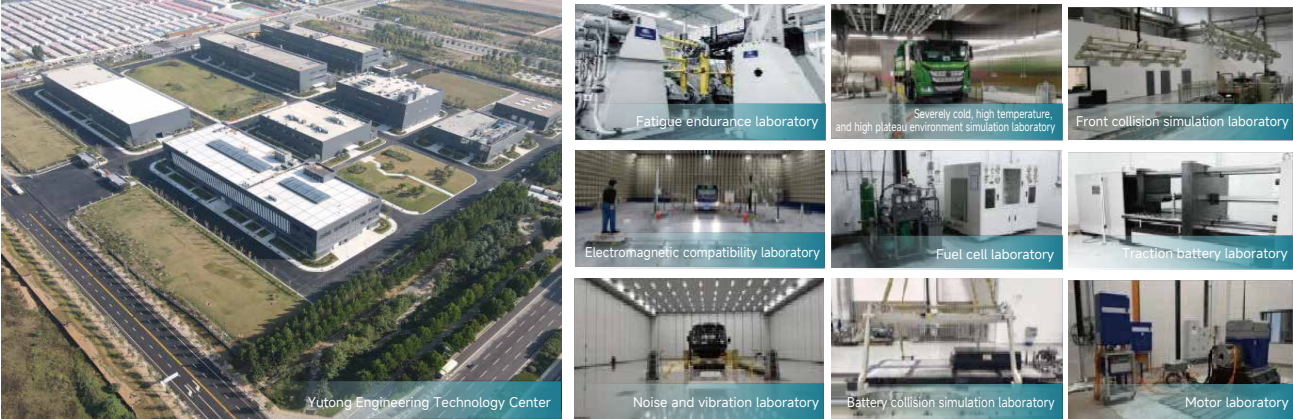 Yutong Engineering Technology Center
Fatigue endurance laboratory
Severely cold, high temperature,
and high plateau environment simulation laboratory
Front collision simulation laboratory
Electromagnetic compatibility laboratory
Fuel cell laboratory
Traction battery laboratory
Noise and vibration laboratory
Battery collision simulation laboratory
Motor laboratory